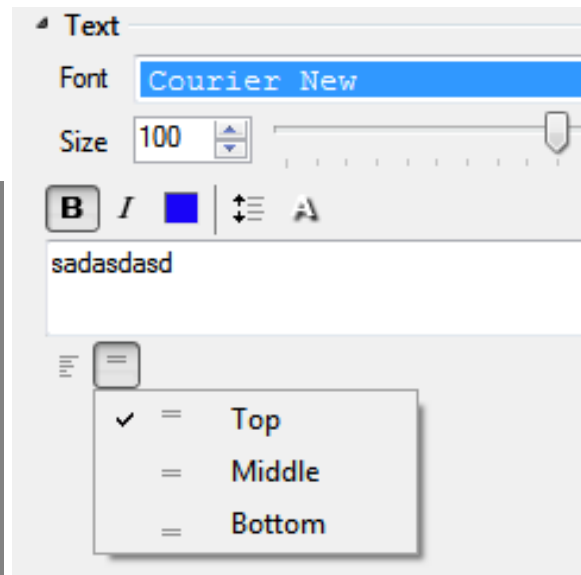 Text
Font Courier New
Size 100
B I A
sadasdasd
Top
Middle
Bottom